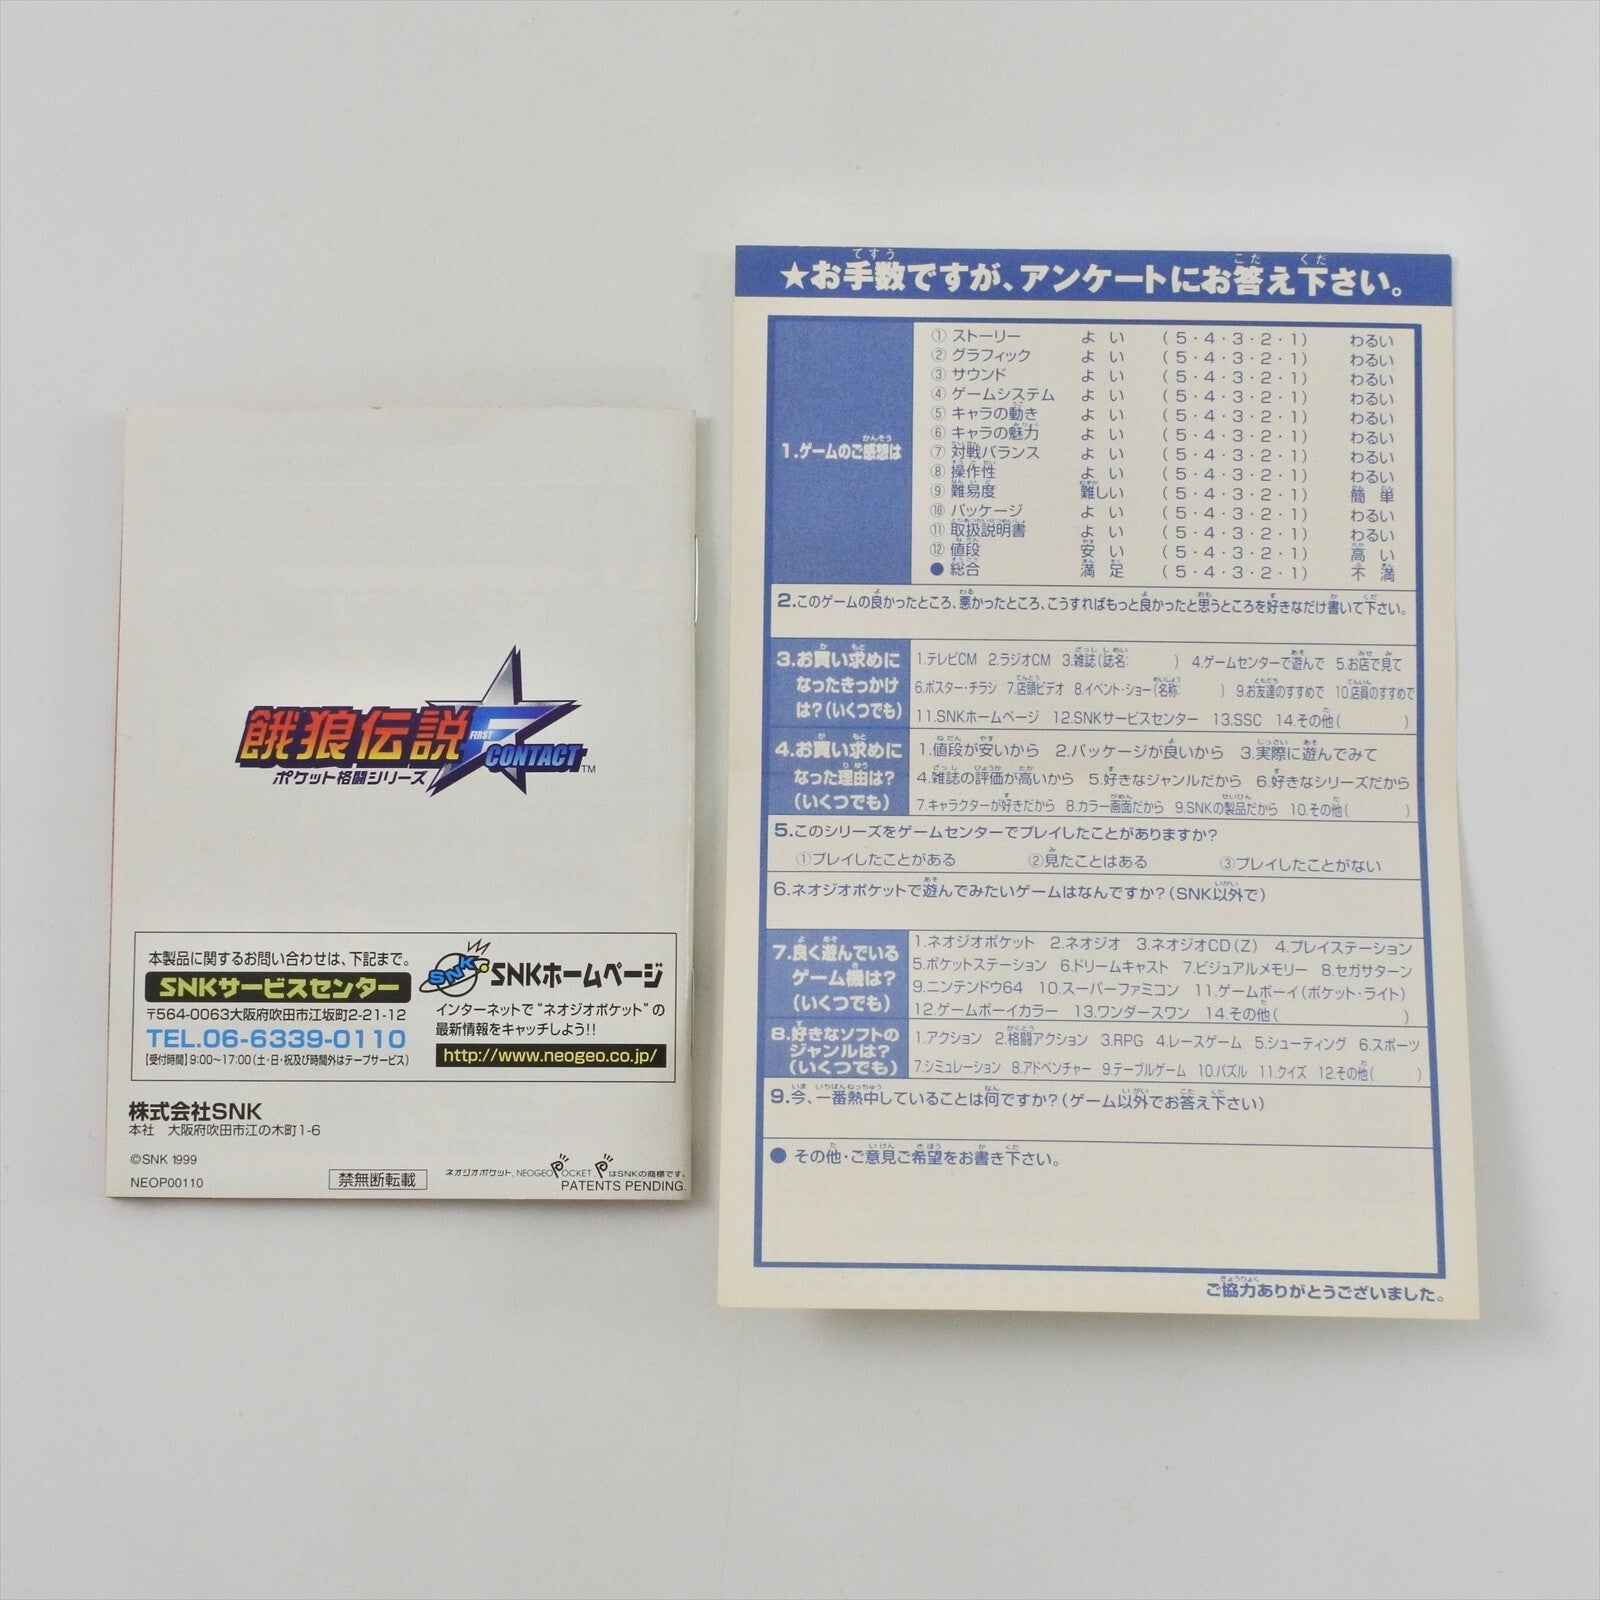 餓狼伝説
FIRST
CONTACT™
ポケット格闘シリーズ
本製品に関するお問い合わせは、下記まで。
SNKサービスセンター
〒564-0063大阪府吹田市江坂町2-21-12
TEL.06-6339-0110
【受付時間】9:00~17:00(土・日・祝及び時間外はテープサービス)
SNK
SNKホームページ
インターネットで“ネオジオポケット”の
最新情報をキャッチしよう!!
http://www.neogeo.co.jp/
株式会社SNK
本社 大阪府吹田市江の木町1-6
©SNK 1999
NEOP00110
禁無断転載
ネオジオポケット, NEOGEO POCKET はSNKの商標です。
PATENTS PENDING.
★お手数ですが、アンケートにお答え下さい。
1.ゲームのご感想は
① ストーリー よい (5・4・3・2・1) わるい
② グラフィック よい (5・4・3・2・1) わるい
③ サウンド よい (5・4・3・2・1) わるい
④ ゲームシステム よい (5・4・3・2・1) わるい
⑤ キャラの動き よい (5・4・3・2・1) わるい
⑥ キャラの魅力 よい (5・4・3・2・1) わるい
⑦ 対戦バランス よい (5・4・3・2・1) わるい
⑧ 操作性 よい (5・4・3・2・1) わるい
⑨ 難易度 難しい (5・4・3・2・1) 簡単
⑩ パッケージ よい (5・4・3・2・1) わるい
⑪ 取扱説明書 よい (5・4・3・2・1) わるい
⑫ 値段 安い (5・4・3・2・1) 高い
● 総合 満足 (5・4・3・2・1) 不満
2.このゲームの良かったところ、悪かったところ、こうすればもっと良かったと思うところを好きなだけ書いて下さい。
3.お買い求めに
なったきっかけ
は?(いくつでも)
1.テレビCM 2.ラジオCM 3.雑誌(誌名: ) 4.ゲームセンターで遊んで 5.お店で見て
6.ポスター・チラシ 7.店頭ビデオ 8.イベント・ショー(名称: ) 9.お友達のすすめで 10.店員のすすめで
11.SNKホームページ 12.SNKサービスセンター 13.SSC 14.その他( )
4.お買い求めに
なった理由は?
(いくつでも)
1.値段が安いから 2.パッケージが良いから 3.実際に遊んでみて
4.雑誌の評価が高いから 5.好きなジャンルだから 6.好きなシリーズだから
7.キャラクターが好きだから 8.カラー画面だから 9.SNKの製品だから 10.その他( )
5.このシリーズをゲームセンターでプレイしたことがありますか?
①プレイしたことがある ②見たことはある ③プレイしたことがない
6.ネオジオポケットで遊んでみたいゲームはなんですか?(SNK以外で)
7.良く遊んでいる
ゲーム機は?
(いくつでも)
1.ネオジオポケット 2.ネオジオ 3.ネオジオCD(Z) 4.プレイステーション
5.ポケットステーション 6.ドリームキャスト 7.ビジュアルメモリー 8.セガサターン
9.ニンテンドウ64 10.スーパーファミコン 11.ゲームボーイ(ポケット・ライト)
12.ゲームボーイカラー 13.ワンダースワン 14.その他( )
8.好きなソフトの
ジャンルは?
(いくつでも)
1.アクション 2.格闘アクション 3.RPG 4.レースゲーム 5.シューティング 6.スポーツ
7.シミュレーション 8.アドベンチャー 9.テーブルゲーム 10.パズル 11.クイズ 12.その他( )
9.今、一番熱中していることは何ですか?(ゲーム以外でお答え下さい)
● その他・ご意見ご希望をお書き下さい。
ご協力ありがとうございました。